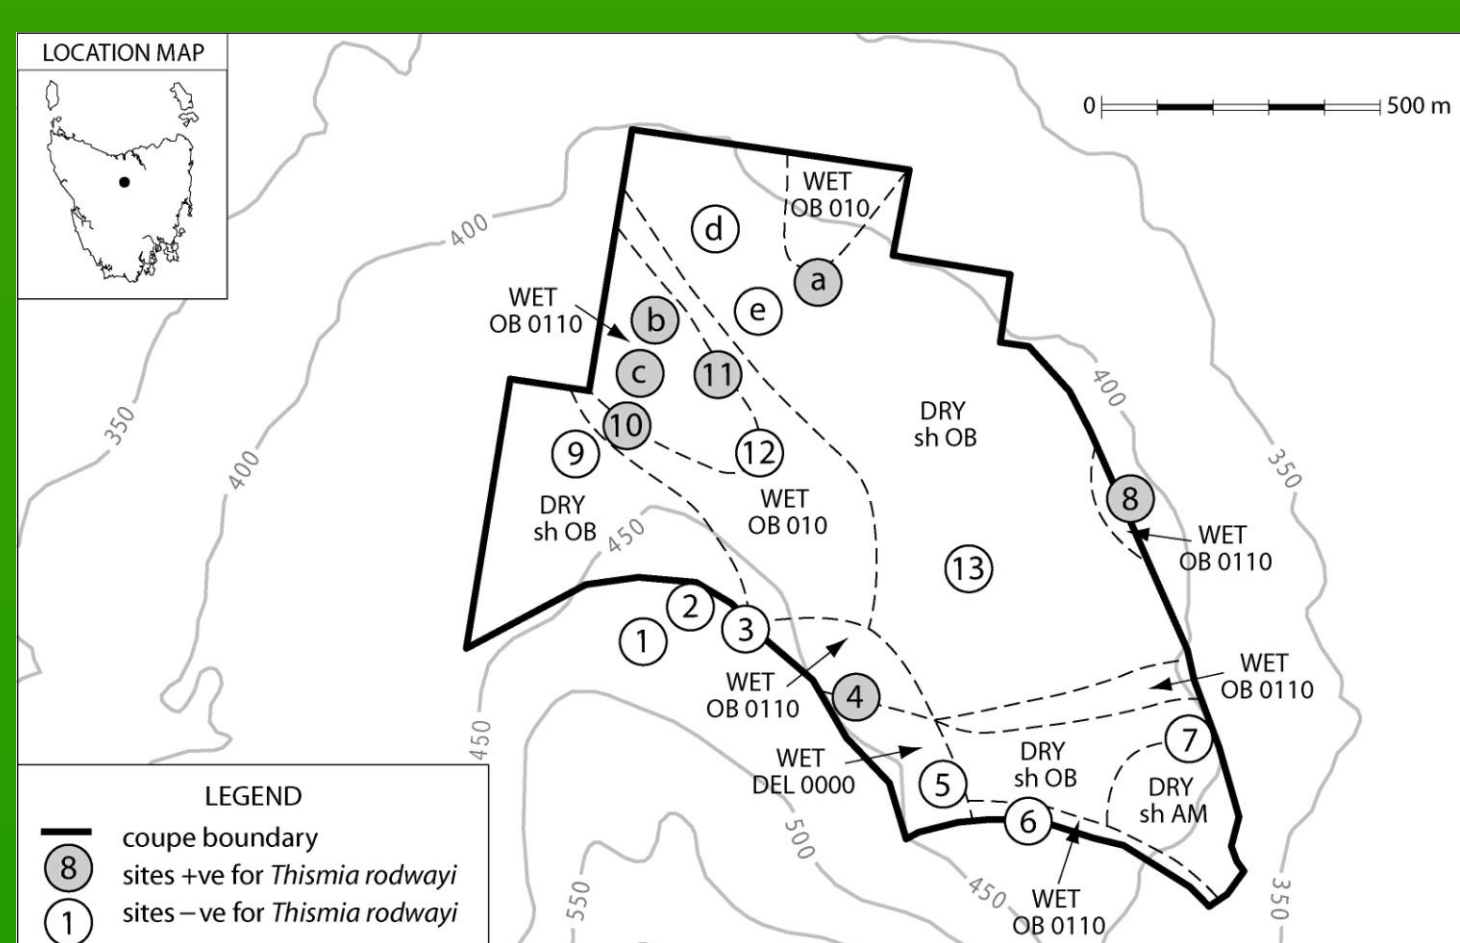 LOCATION MAP
0
500 m
400
WET
OB 010
d
a
e
WET
OB 0110
b
c
11
10
9
12
DRY
sh OB
400
350
400
350
DRY
sh OB
450
WET
OB 010
8
WET
OB 0110
13
2
1
3
WET
OB 0110
4
WET
OB 0110
450
7
WET
DEL 0000
5
DRY
sh OB
DRY
sh AM
6
500
450
550
350
WET
OB 0110
LEGEND
coupe boundary
8
sites +ve for Thismia rodwayi
1
sites –ve for Thismia rodwayi